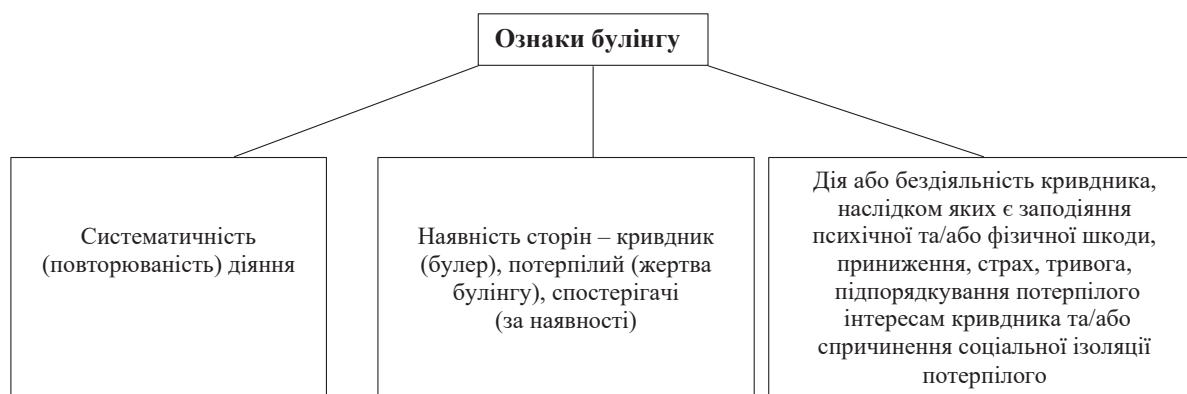 Ознаки булінгу
Систематичність
(повторюваність) діяння
Наявність сторін – кривдник
(булер), потерпілий (жертва
булінгу), спостерігачі
(за наявності)
Дія або бездіяльність кривдника,
наслідком яких є заподіяння
психічної та/або фізичної шкоди,
приниження, страх, тривога,
підпорядкування потерпілого
інтересам кривдника та/або
спричинення соціальної ізоляції
потерпілого